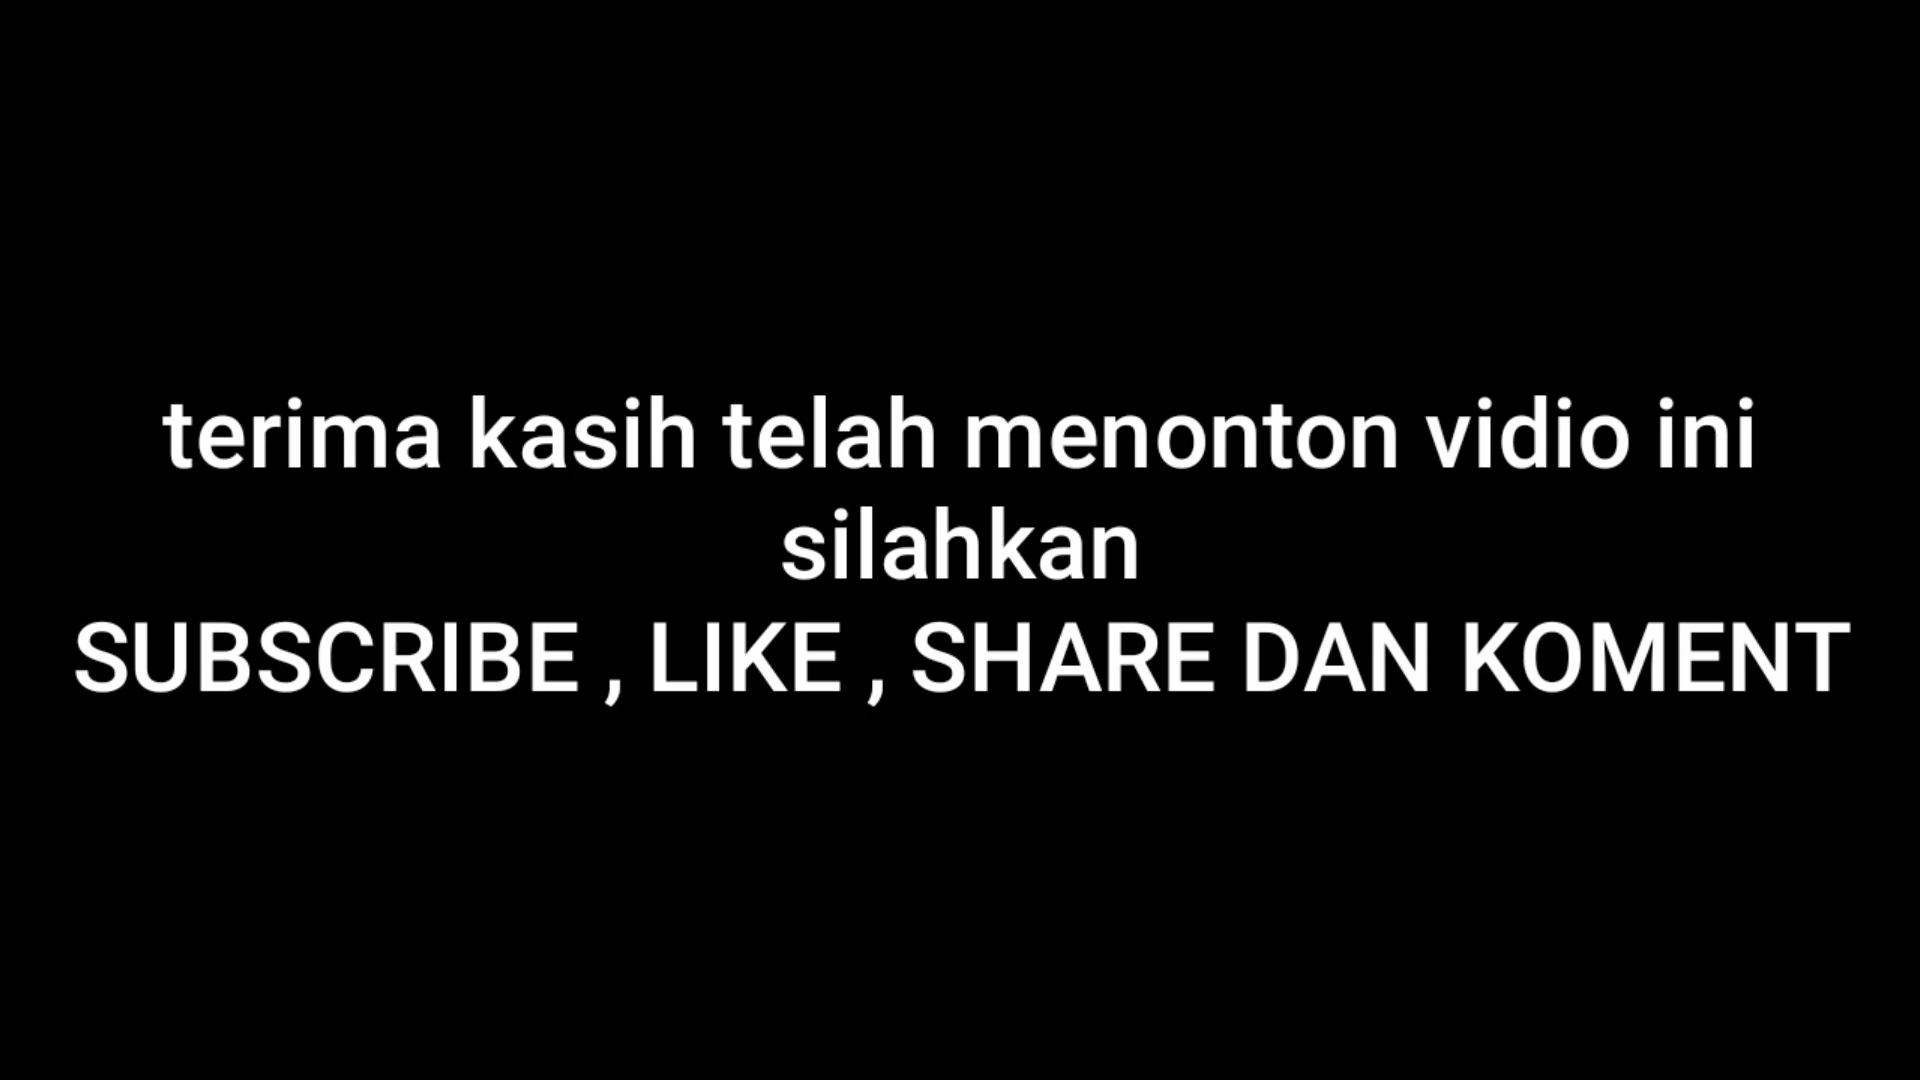 terima kasih telah menonton vidio ini
silahkan
SUBSCRIBE , LIKE , SHARE DAN KOMENT